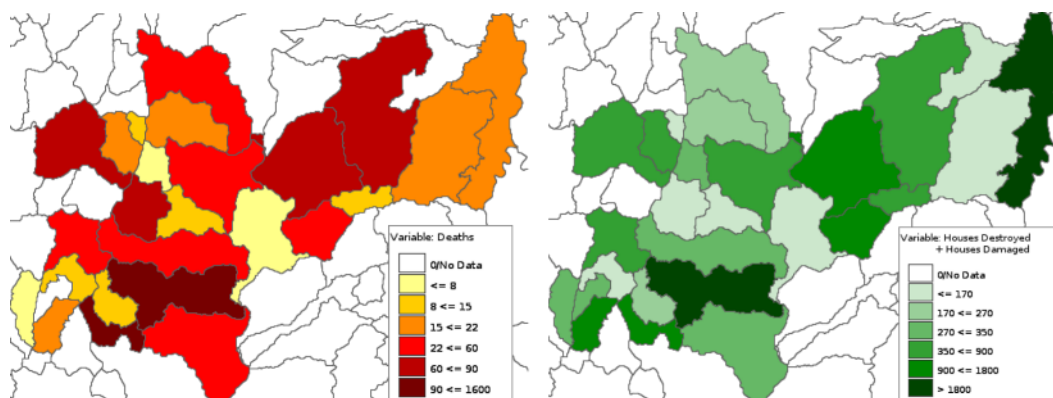 Variable: Deaths
0/No Data
<= 8
8 <= 15
15 <= 22
22 <= 60
60 <= 90
90 <= 1600
Variable: Houses Destroyed
+ Houses Damaged
0/No Data
<= 170
170 <= 270
270 <= 350
350 <= 900
900 <= 1800
> 1800